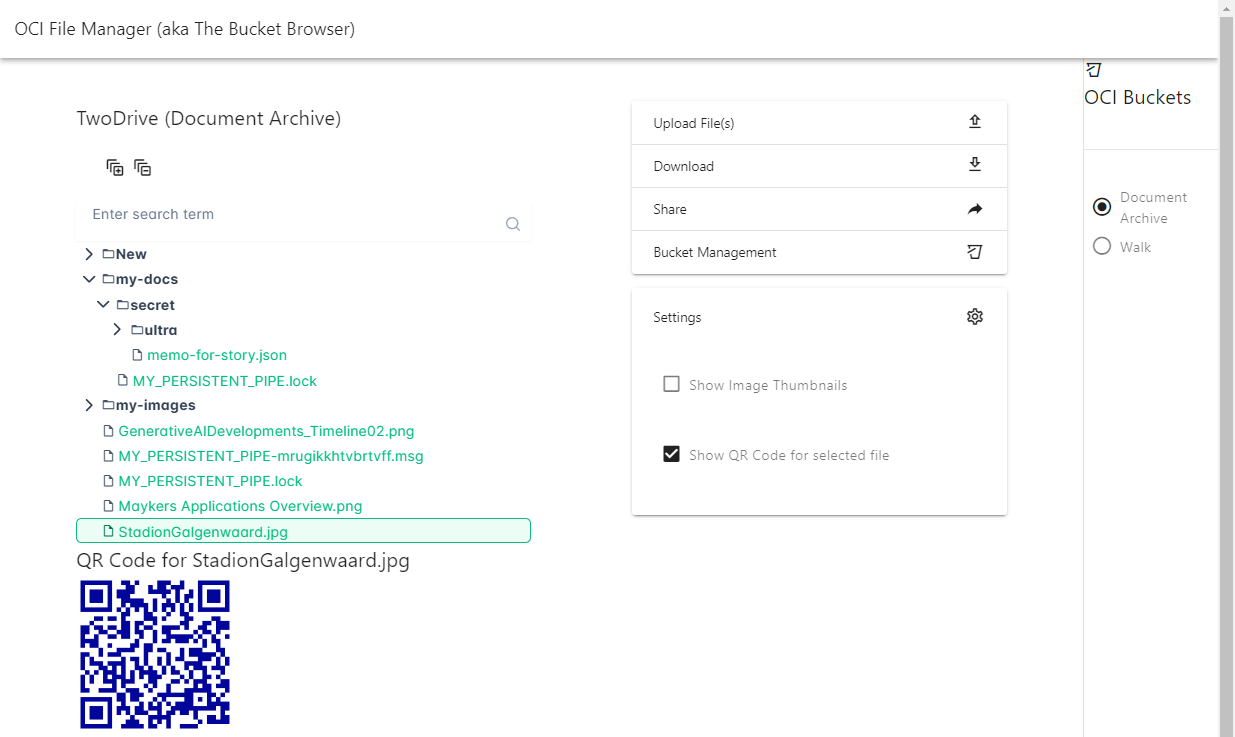 OCI File Manager (aka The Bucket Browser)
TwoDrive (Document Archive)
Enter search term
New
my-docs
secret
ultra
memo-for-story.json
MY_PERSISTENT_PIPE.lock
my-images
GenerativeAIDevelopments_Timeline02.png
MY_PERSISTENT_PIPE-mrugikkhtvbrtvff.msg
MY_PERSISTENT_PIPE.lock
Maykers Applications Overview.png
StadionGalgenwaard.jpg
QR Code for StadionGalgenwaard.jpg
Upload File(s)
Download
Share
Bucket Management
Settings
Show Image Thumbnails
Show QR Code for selected file
OCI Buckets
Document
Archive
Walk